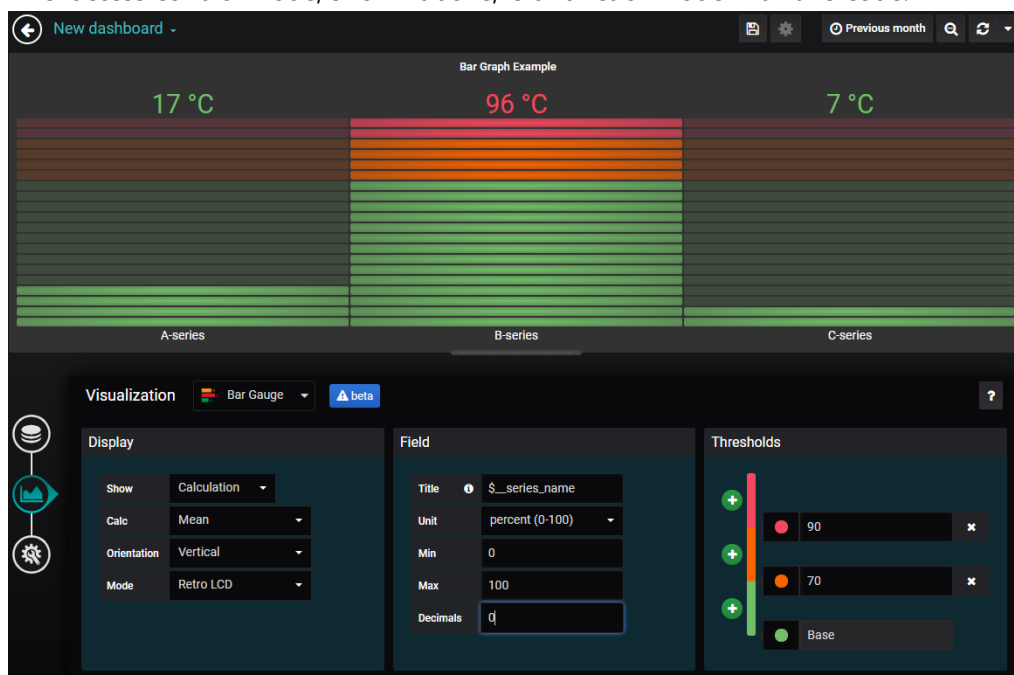 New dashboard
Previous month
Bar Graph Example
17 °C
96 °C
7 °C
A-series
B-series
C-series
Visualization
Bar Gauge
beta
?
Display
Field
Thresholds
Show
Calculation
Title
$__series_name
Calc
Mean
Unit
percent (0-100)
90
Orientation
Vertical
Min
0
Mode
Retro LCD
Max
100
70
Decimals
0
Base